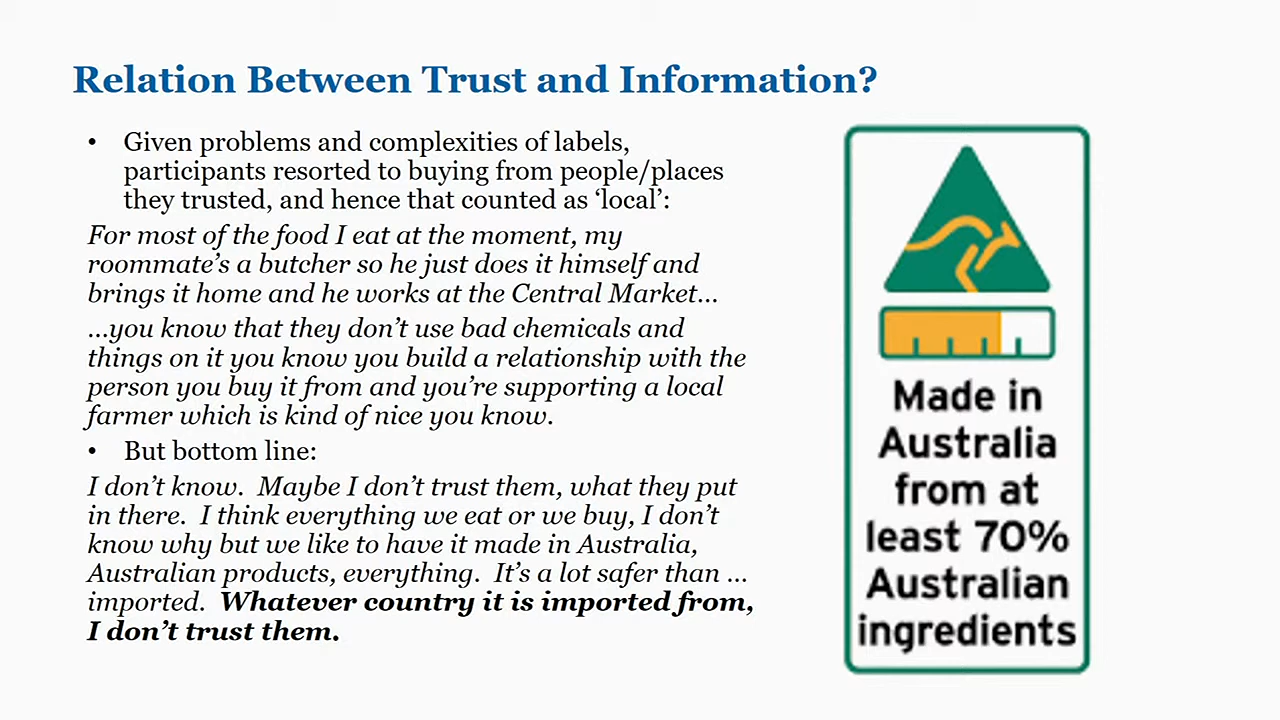 Relation Between Trust and Information?
• Given problems and complexities of labels,
participants resorted to buying from people/places
they trusted, and hence that counted as ‘local’:
For most of the food I eat at the moment, my
roommate’s a butcher so he just does it himself and
brings it home and he works at the Central Market…
…you know that they don’t use bad chemicals and
things on it you know you build a relationship with the
person you buy it from and you’re supporting a local
farmer which is kind of nice you know.
• But bottom line:
I don’t know.  Maybe I don’t trust them, what they put
in there.  I think everything we eat or we buy, I don’t
know why but we like to have it made in Australia,
Australian products, everything.  It’s a lot safer than …
imported.  Whatever country it is imported from,
I don’t trust them.
Made in
Australia
from at
least 70%
Australian
ingredients